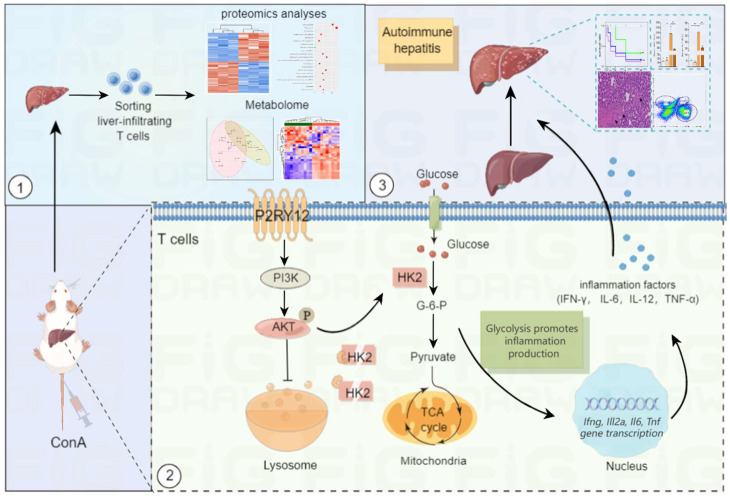 proteomics analyses
Sorting
liver-infiltrating
T cells
Metabolome
1
Autoimmune
hepatitis
3
P2RY12
T cells
PI3K
P
AKT
HK2
HK2
Lysosome
ConA
2
Glucose
Glucose
HK2
G-6-P
Pyruvate
TCA
cycle
Mitochondria
Glycolysis promotes
inflammation
production
inflammation factors
(IFN-γ, IL-6, IL-12, TNF-α)
Ifng, Ill2a, Il6, Tnf
gene transcription
Nucleus